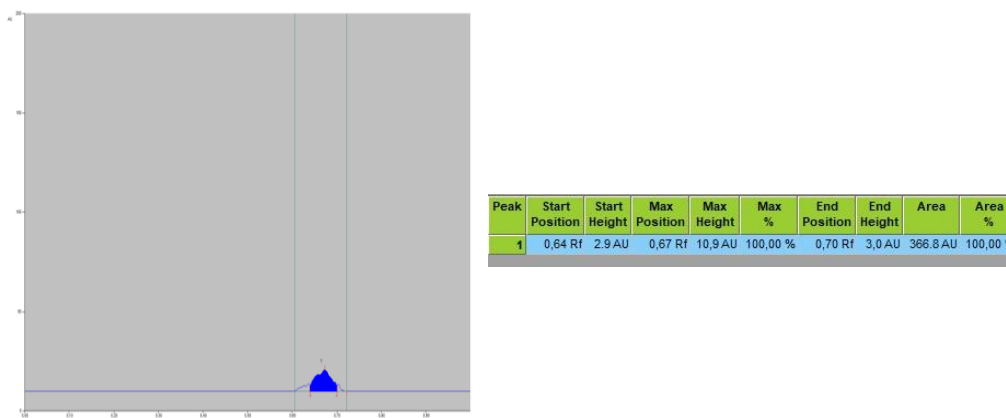 Peak Start Position Start Height Max Position Max Height Max % End Position End Height Area Area %
1 0,64 Rf 2.9 AU 0,67 Rf 10,9 AU 100,00 % 0,70 Rf 3,0 AU 366.8 AU 100,00